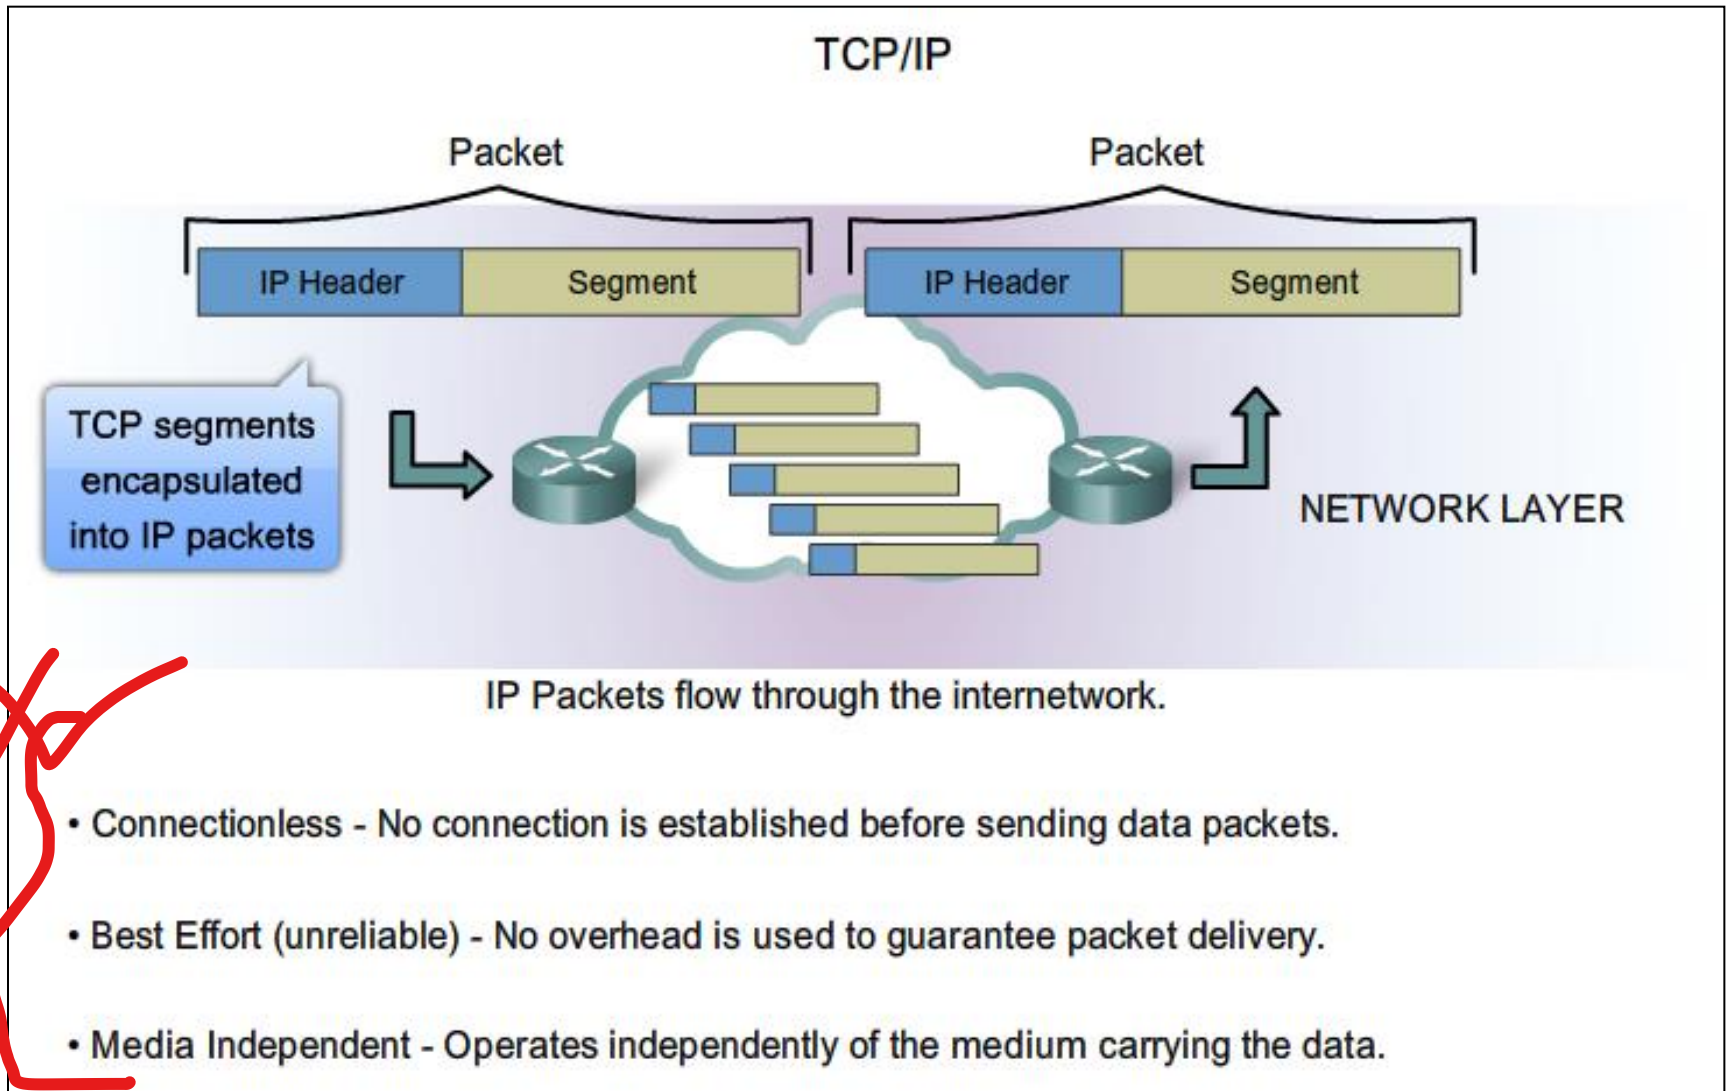 TCP/IP
Packet
Packet
IP Header
Segment
IP Header
Segment
TCP segments
encapsulated
into IP packets
NETWORK LAYER
IP Packets flow through the internetwork.
• Connectionless - No connection is established before sending data packets.
• Best Effort (unreliable) - No overhead is used to guarantee packet delivery.
• Media Independent - Operates independently of the medium carrying the data.